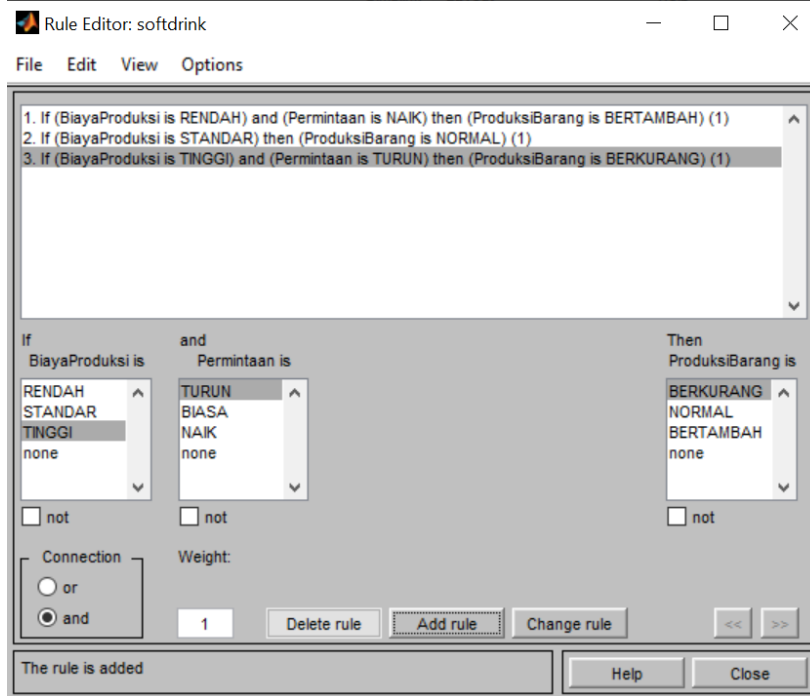 Rule Editor: softdrink
File Edit View Options
1. If (BiayaProduksi is RENDAH) and (Permintaan is NAIK) then (ProduksiBarang is BERTAMBAH) (1)
2. If (BiayaProduksi is STANDAR) then (ProduksiBarang is NORMAL) (1)
3. If (BiayaProduksi is TINGGI) and (Permintaan is TURUN) then (ProduksiBarang is BERKURANG) (1)
If
BiayaProduksi is
RENDAH
STANDAR
TINGGI
none
not
and
Permintaan is
TURUN
BIASA
NAIK
none
not
Then
ProduksiBarang is
BERKURANG
NORMAL
BERTAMBAH
none
not
Connection
or
and
Weight:
1
Delete rule
Add rule
Change rule
<<
>>
The rule is added
Help
Close